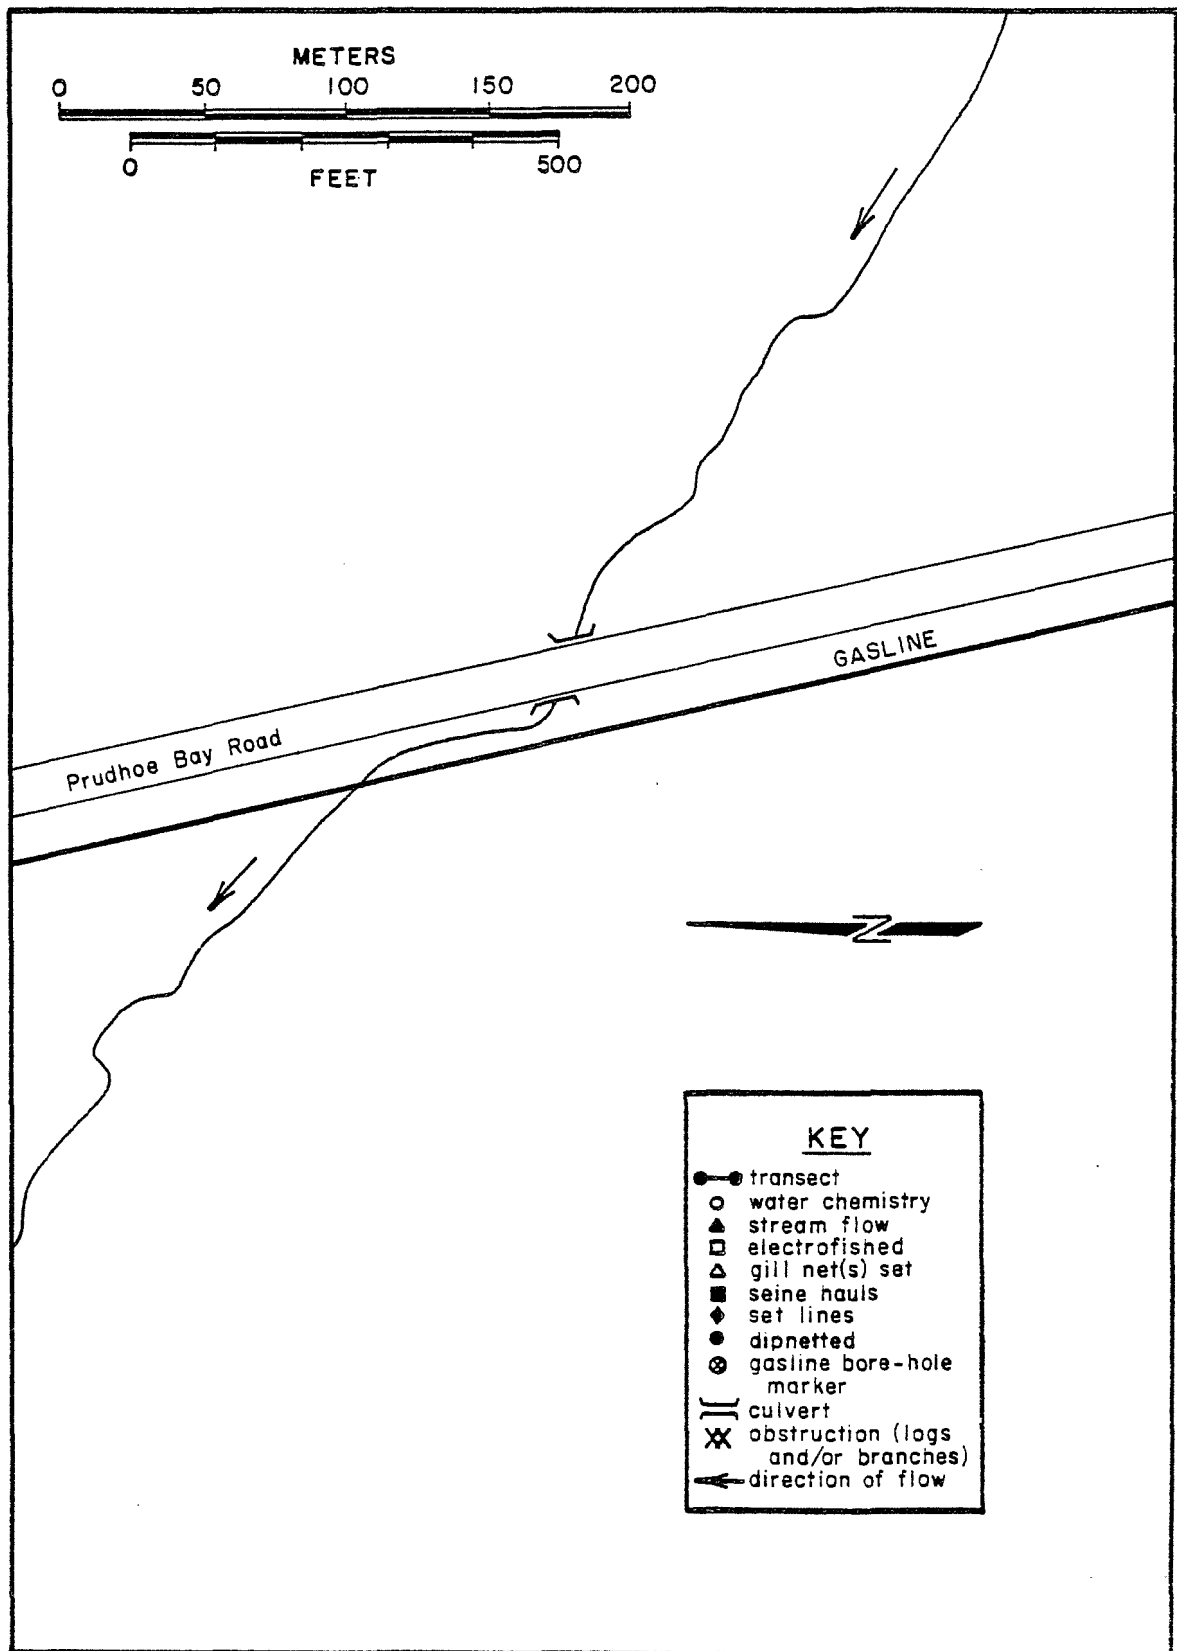 METERS
0 50 100 150 200
0 500
FEET
GASLINE
Prudhoe Bay Road
N
KEY
transect
water chemistry
stream flow
electrofished
gill net(s) set
seine hauls
set lines
dipnetted
gasline bore-hole
marker
culvert
obstruction (logs
and/or branches)
direction of flow